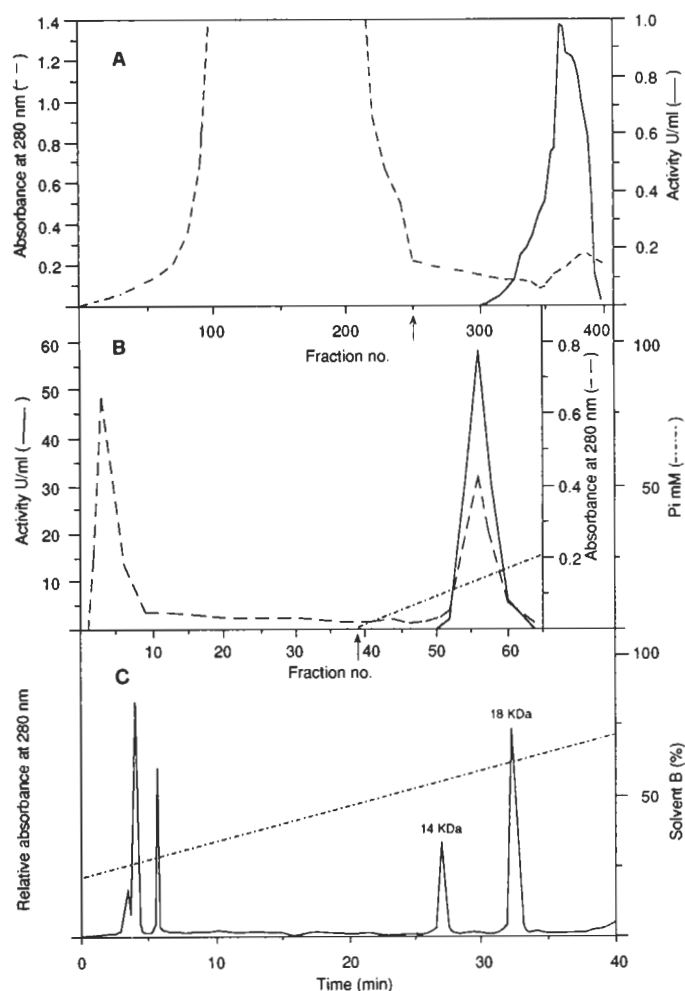 A
Absorbance at 280 nm (– –)
1.4
1.2
1.0
0.8
0.6
0.4
0.2
1.0
0.8
0.6
0.4
0.2
Activity U/ml (—)
100 200 300 400
Fraction no.
B
Activity U/ml (—)
60
50
40
30
20
10
0.8
0.6
0.4
0.2
Absorbance at 280 nm (– –)
100
50
Pi mM (-·-·-)
10 20 30 40 50 60
Fraction no.
C
Relative absorbance at 280 nm
14 KDa
18 KDa
100
50
Solvent B (%)
0 10 20 30 40
Time (min)